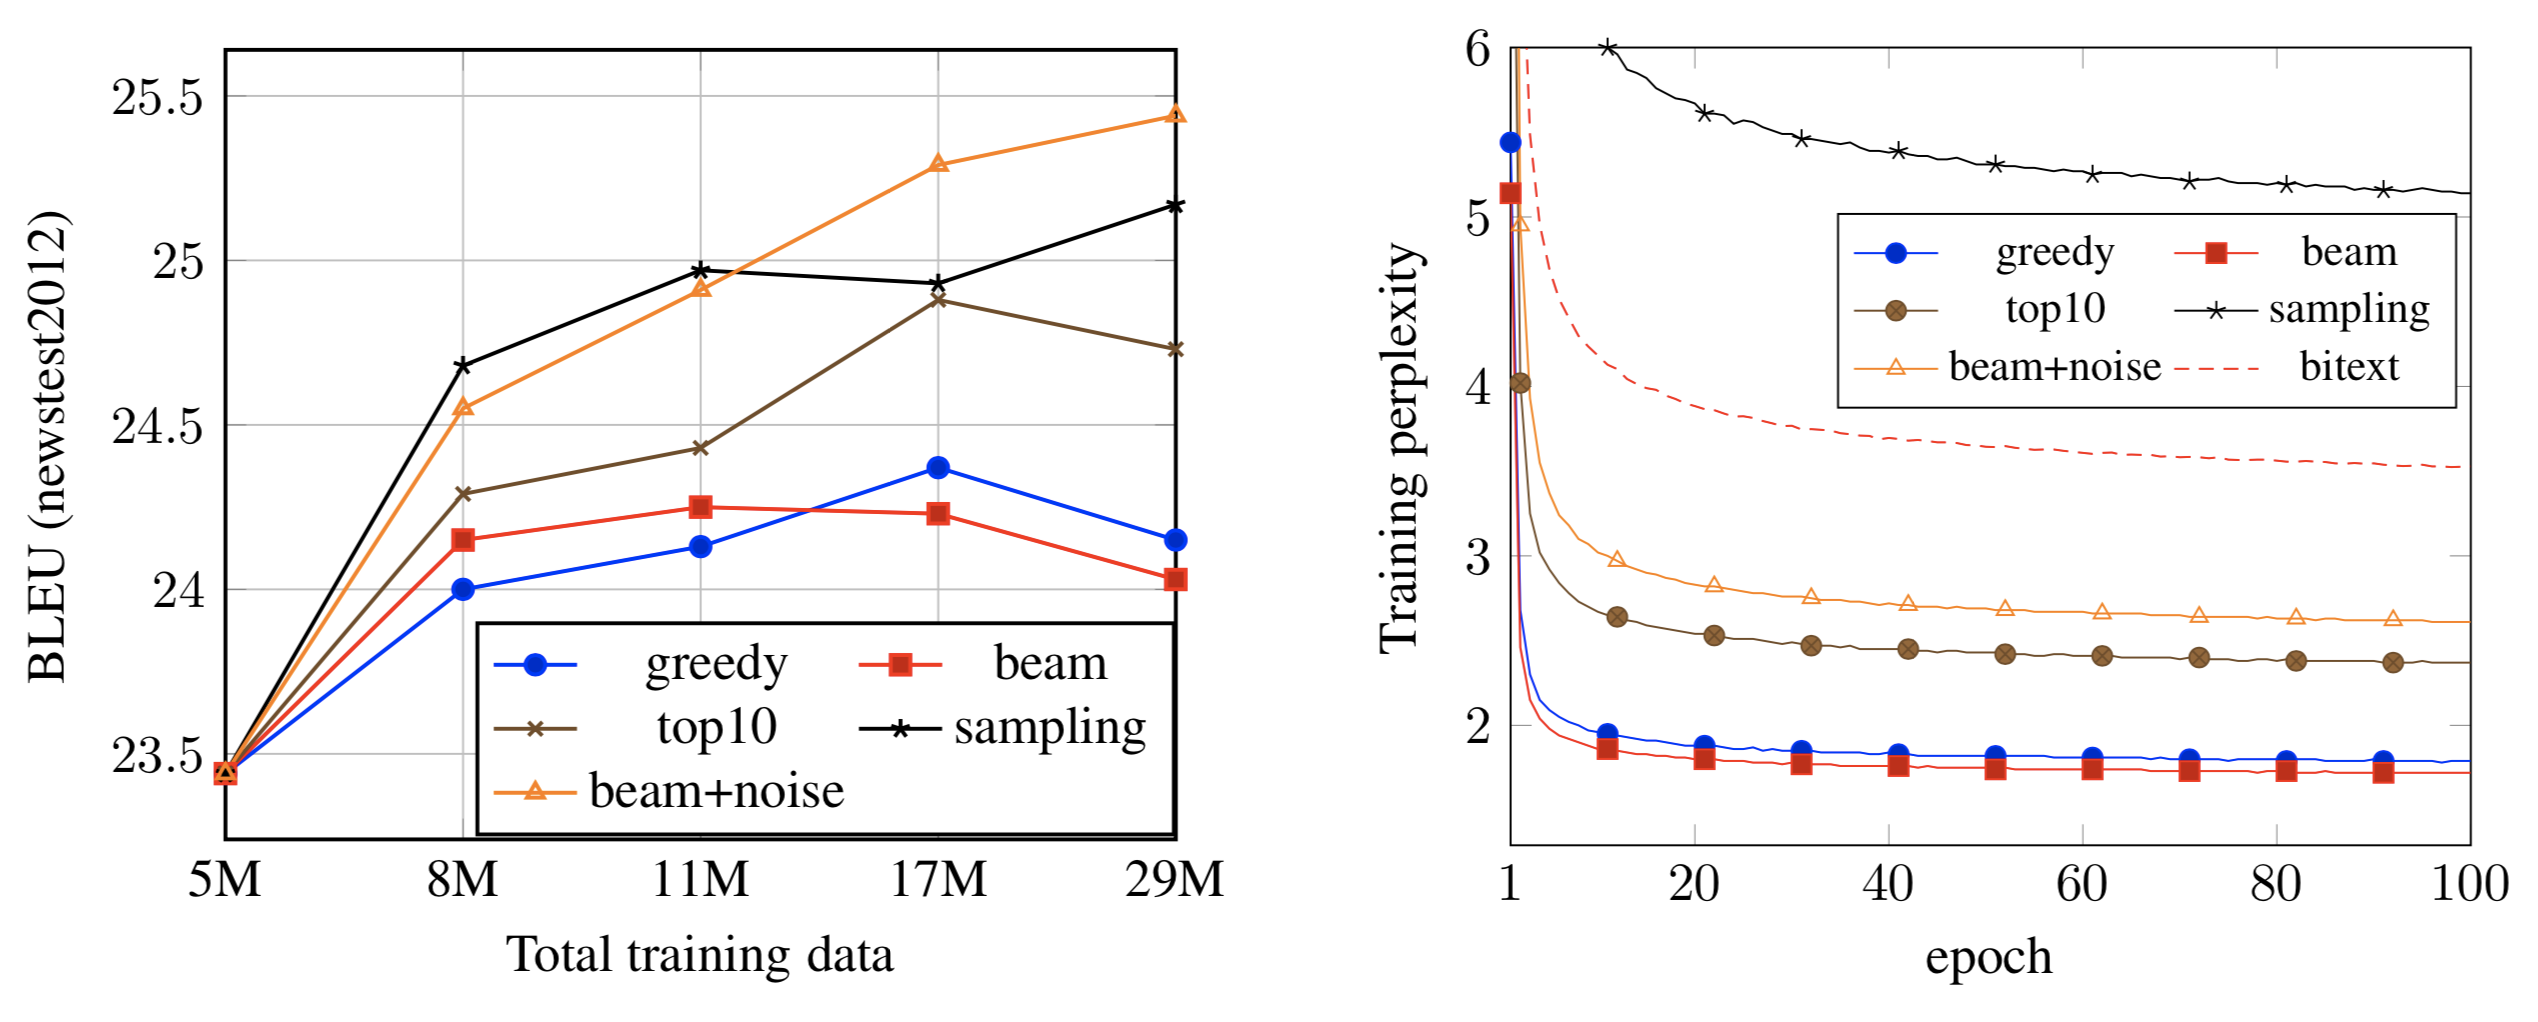 BLEU (newstest2012)
25.5
25
24.5
24
23.5
greedy beam
top10 sampling
beam+noise
5M 8M 11M 17M 29M
Total training data
Training perplexity
6
5
4
3
2
greedy beam
top10 sampling
beam+noise bitext
1 20 40 60 80 100
epoch